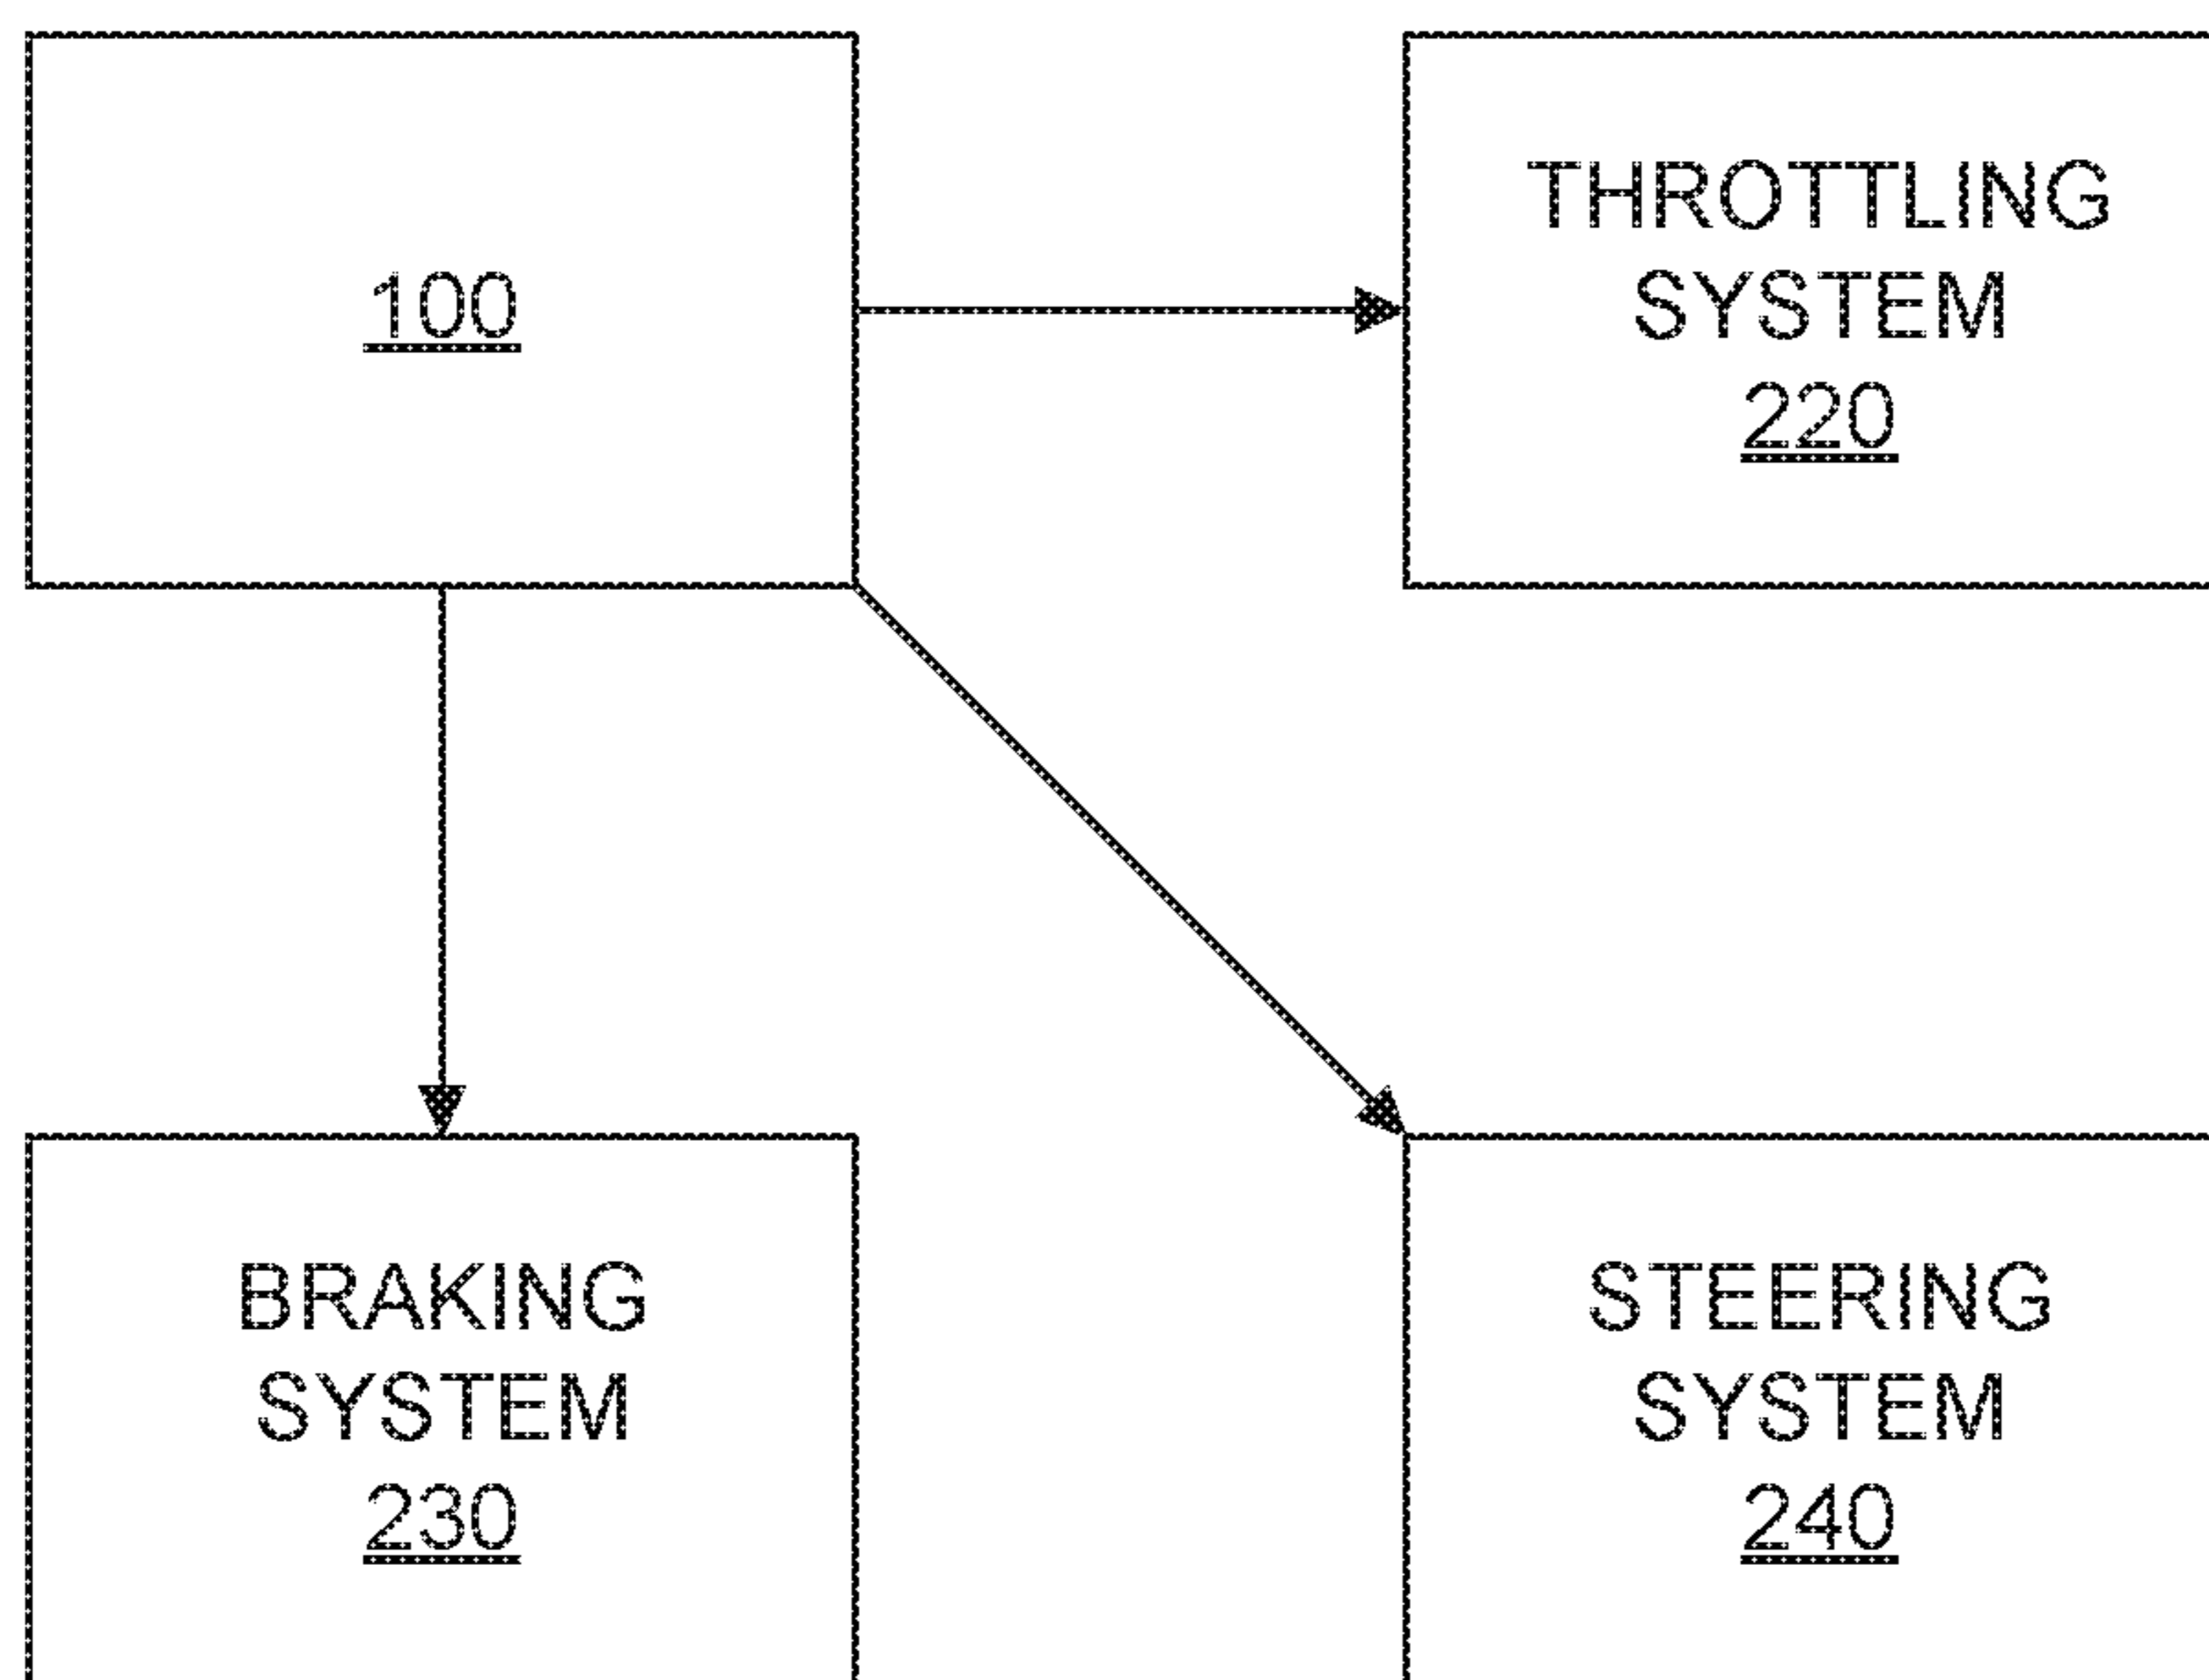 100
THROTTLING
SYSTEM
220
BRAKING
SYSTEM
230
STEERING
SYSTEM
240